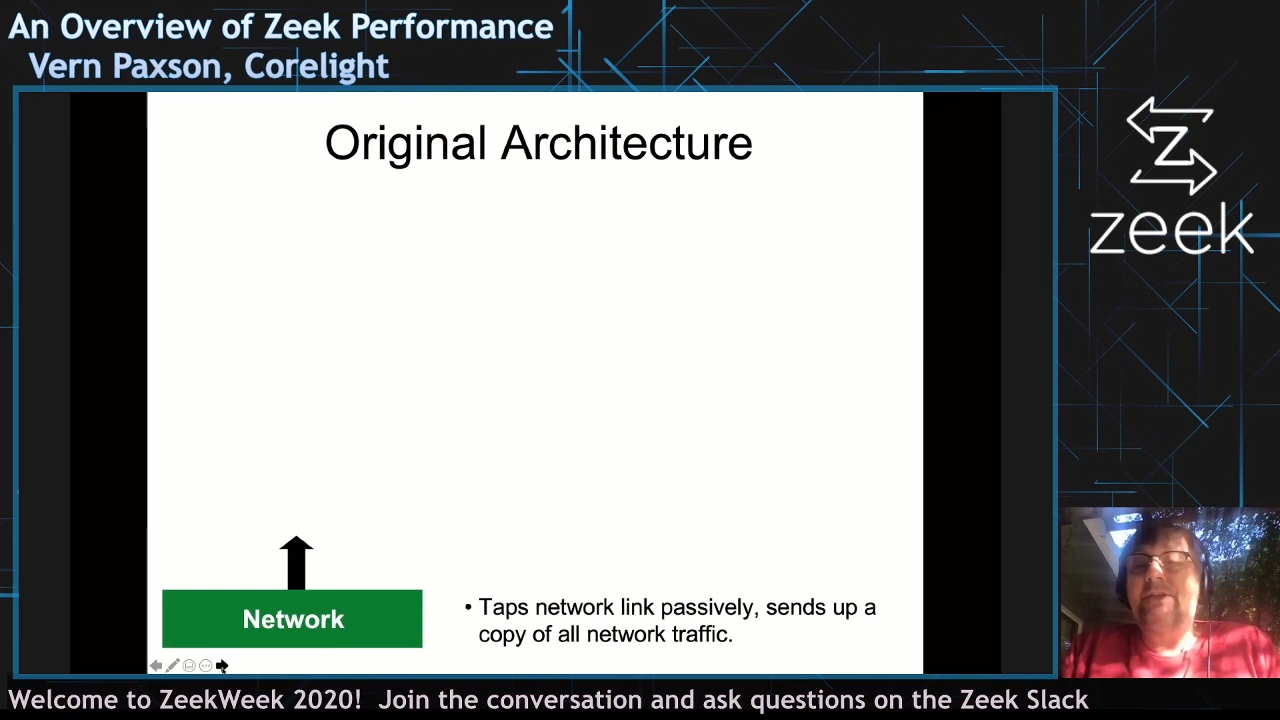 An Overview of Zeek Performance
Vern Paxson, Corelight
Original Architecture
zeek
Network
• Taps network link passively, sends up a
copy of all network traffic.
Welcome to ZeekWeek 2020! Join the conversation and ask questions on the Zeek Slack